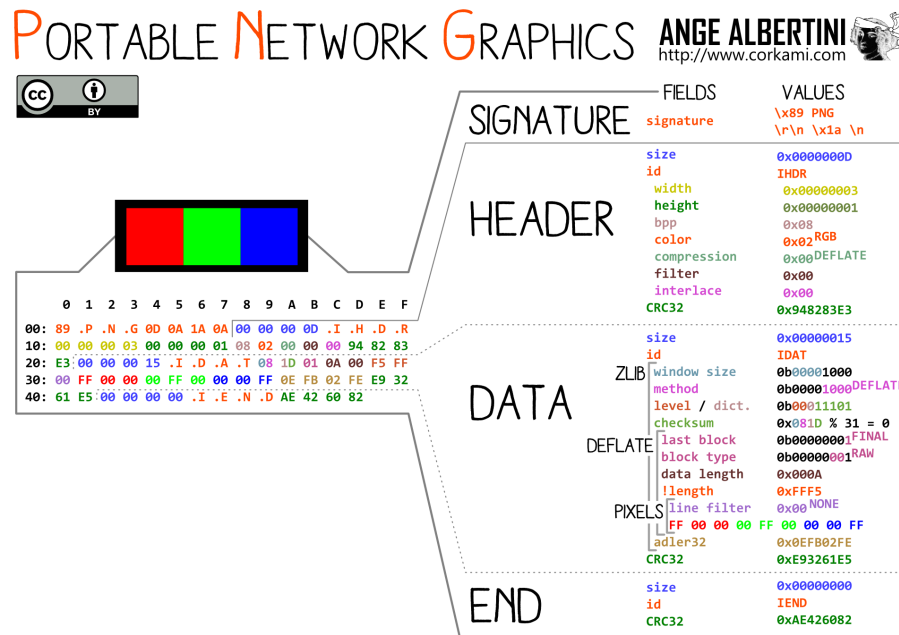 PORTABLE NETWORK GRAPHICS
ANGE ALBERTINI
http://www.corkami.com
cc
BY
FIELDS VALUES
SIGNATURE
signature \x89 PNG
\r\n \x1a \n
HEADER
size 0x0000000D
id IHDR
width 0x00000003
height 0x00000001
bpp 0x08
color 0x02 RGB
compression 0x00 DEFLATE
filter 0x00
interlace 0x00
CRC32 0x948283E3
0 1 2 3 4 5 6 7 8 9 A B C D E F
00: 89 .P .N .G 0D 0A 1A 0A 00 00 00 0D .I .H .D .R
10: 00 00 00 03 00 00 00 01 08 02 00 00 00 94 82 83
20: E3 00 00 00 15 .I .D .A .T 08 1D 01 0A 00 F5 FF
30: 00 FF 00 00 00 FF 00 00 00 FF 0E FB 02 FE E9 32
40: 61 E5 00 00 00 00 .I .E .N .D AE 42 60 82
DATA
size 0x00000015
id IDAT
ZLIB
window size 0b00001000
method 0b00001000 DEFLATE
level / dict. 0b00011101
checksum 0x081D % 31 = 0
DEFLATE
last block 0b00000001 FINAL
block type 0b00000001 RAW
data length 0x000A
!length 0xFFF5
PIXELS
line filter 0x00 NONE
FF 00 00 00 FF 00 00 00 FF
adler32 0x0EFB02FE
CRC32 0xE93261E5
END
size 0x00000000
id IEND
CRC32 0xAE426082